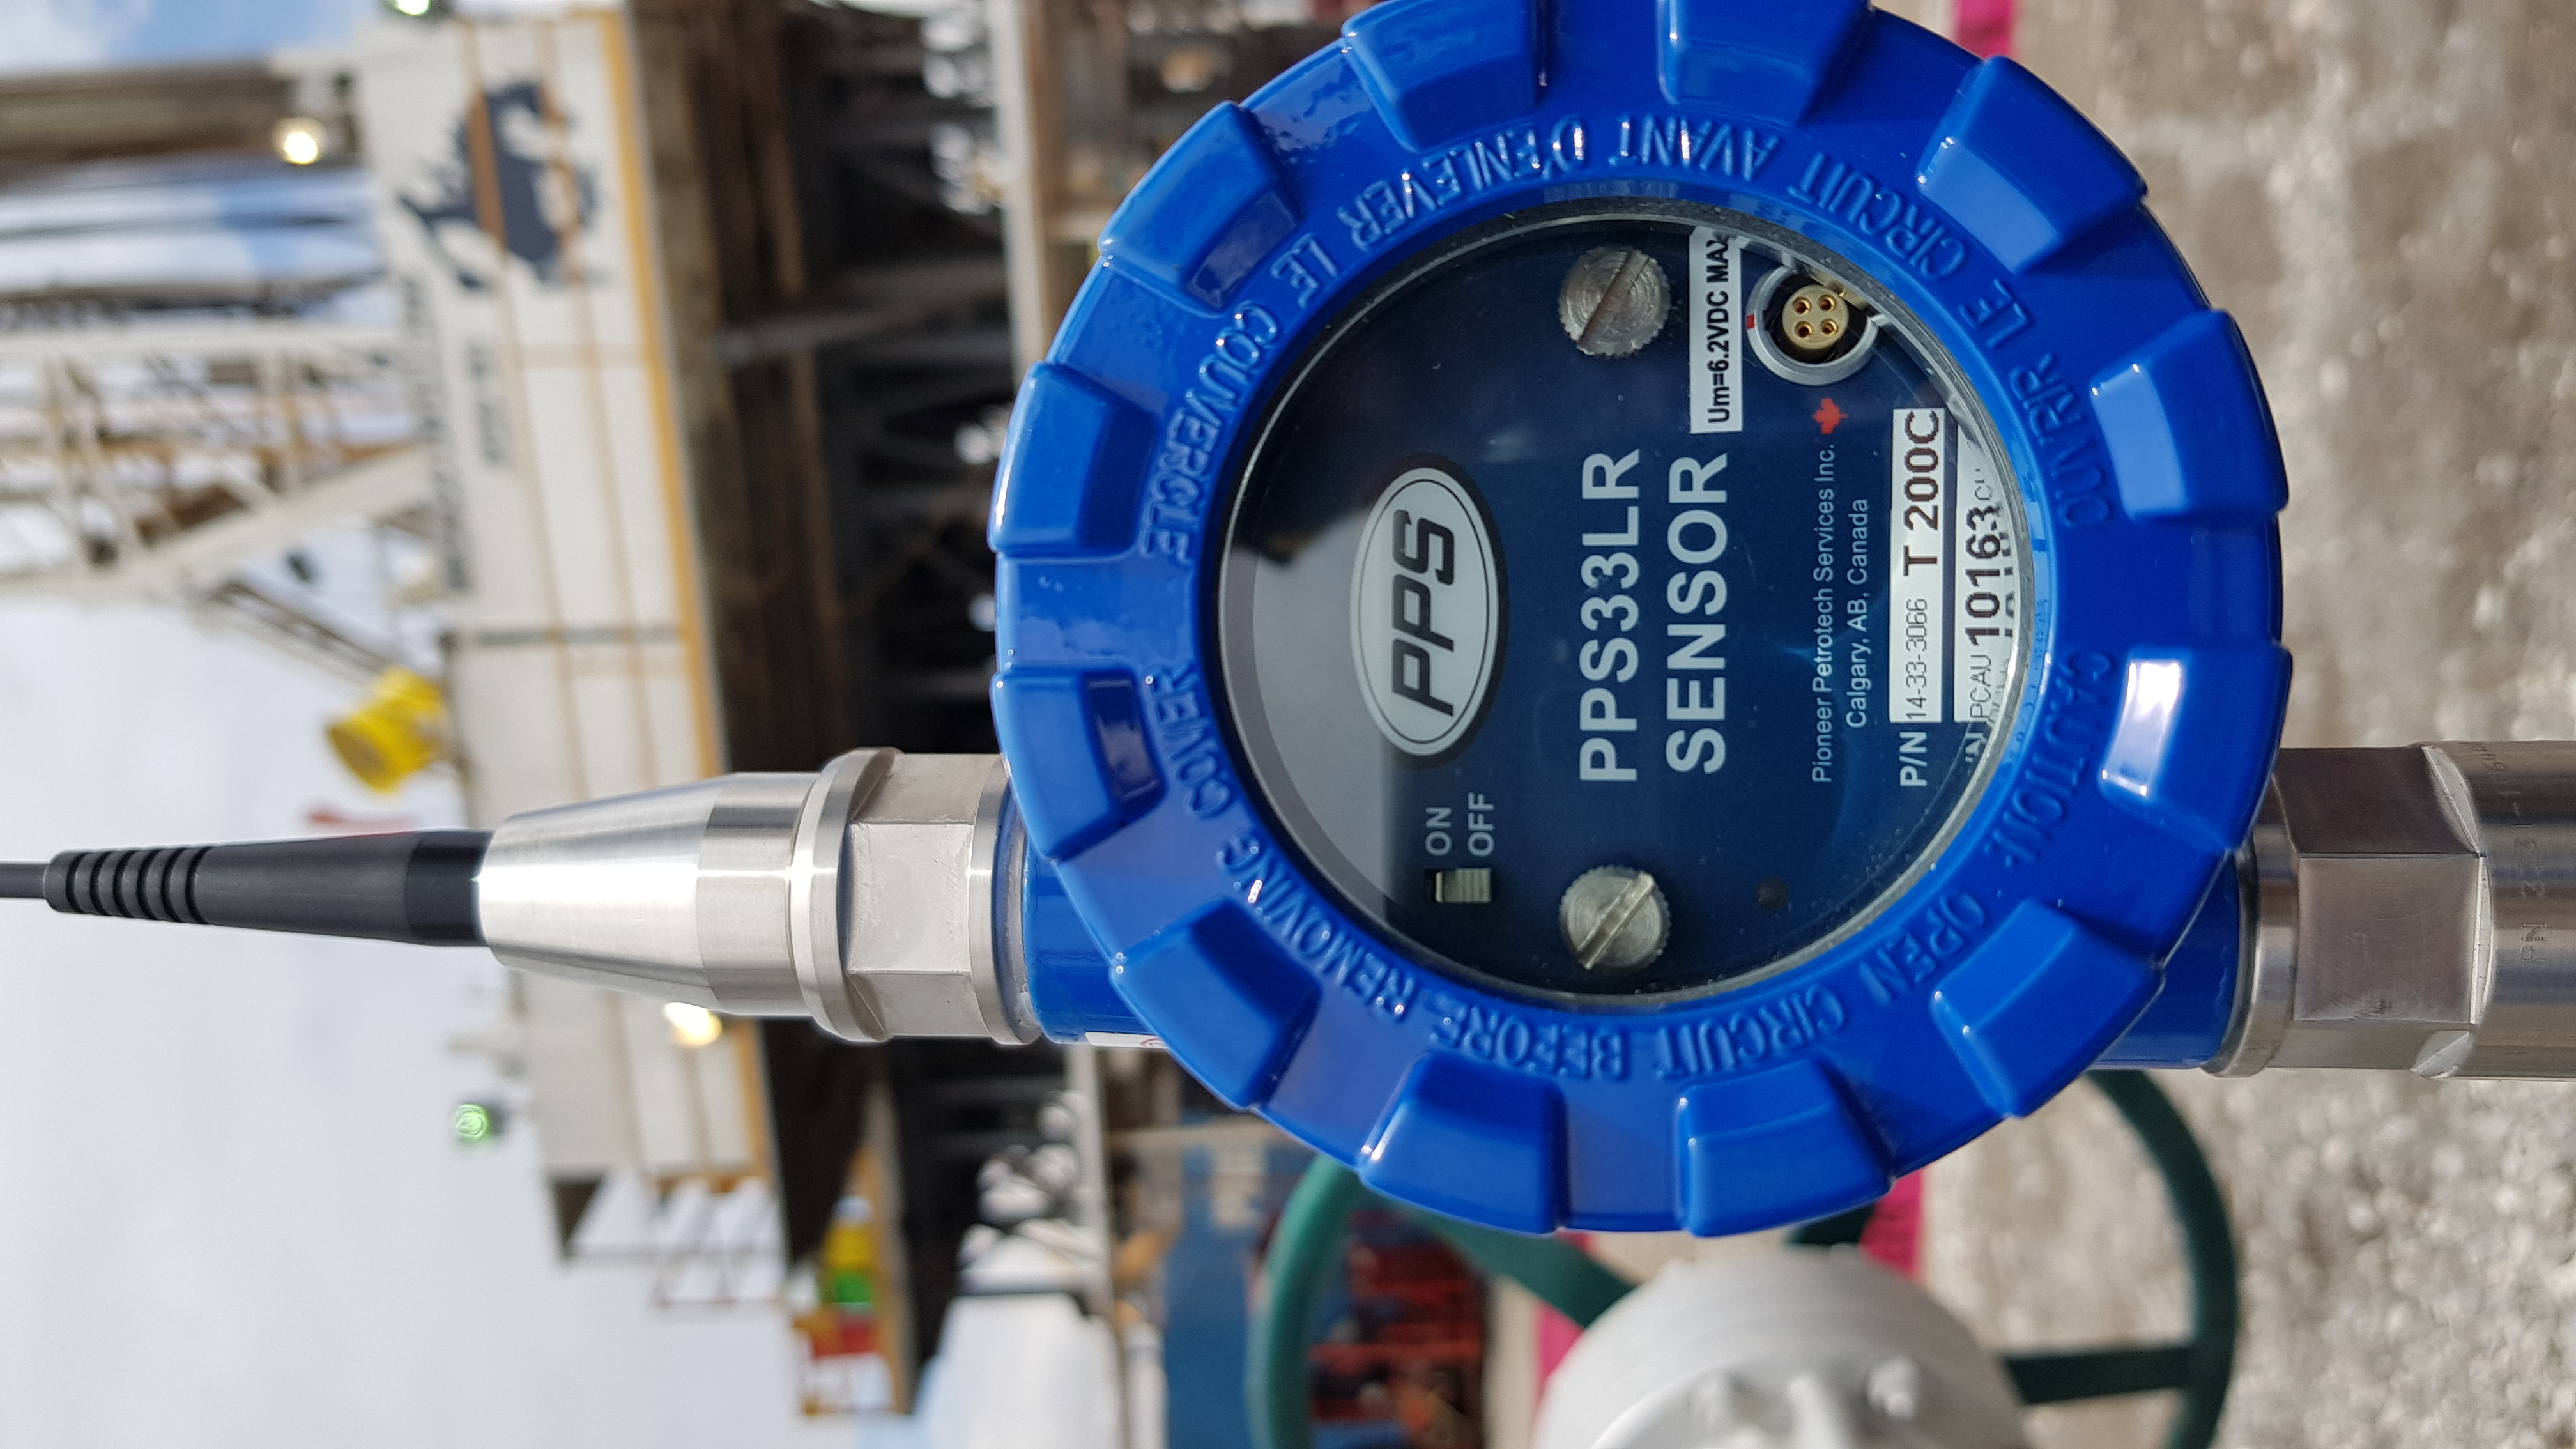 CAUTION - OPEN CIRCUIT BEFORE REMOVING COVER
OUVRIR LE CIRCUIT AVANT D'ENLEVER LE COUVERCLE
PPS
ON
OFF
PPS33LR
SENSOR
Um=6.2VDC MAX
Pioneer Petrotech Services Inc.
Calgary, AB, Canada
P/N 14-33-3066 T 200C
PCAU 10163